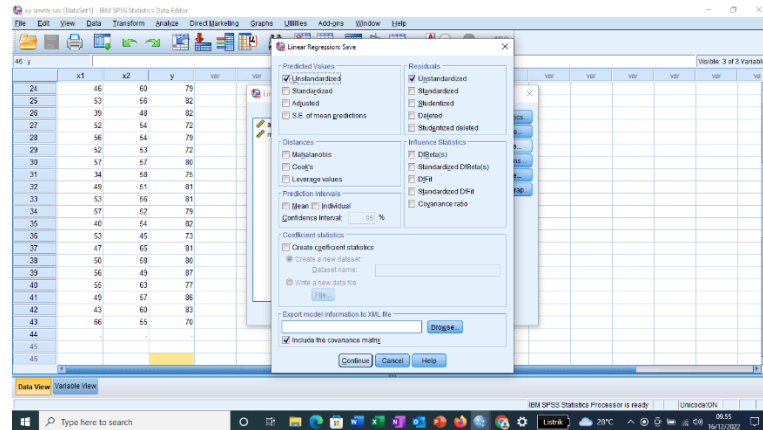 xy smrnb.sav [DataSet1] - IBM SPSS Statistics Data Editor
File Edit View Data Transform Analyze Direct Marketing Graphs Utilities Add-ons Window Help
46 : y
Visible: 3 of 3 Variabl
x1 x2 y var var var var var var va
24 46 60 79
25 53 56 82
26 39 48 82
27 52 54 72
28 56 54 79
29 52 53 72
30 57 57 80
31 34 58 75
32 49 51 81
33 53 56 81
34 57 52 79
35 40 54 82
36 53 45 73
37 47 65 81
38 50 58 80
39 56 49 87
40 55 63 77
41 49 57 86
42 43 60 83
43 66 55 70
44 . . .
45
46
Linear Regression: Save
Predicted Values
Unstandardized
Standardized
Adjusted
S.E. of mean predictions
Residuals
Unstandardized
Standardized
Studentized
Deleted
Studentized deleted
Distances
Mahalanobis
Cook's
Leverage values
Influence Statistics
DfBeta(s)
Standardized DfBeta(s)
DfFit
Standardized DfFit
Covariance ratio
Prediction Intervals
Mean Individual
Confidence Interval: 95 %
Coefficient statistics
Create coefficient statistics
Create a new dataset
Dataset name:
Write a new data file
File...
Export model information to XML file
Browse...
Include the covariance matrix
Continue Cancel Help
Data View Variable View
IBM SPSS Statistics Processor is ready Unicode:ON
Type here to search
Listrik 28°C
09.55
16/12/2022